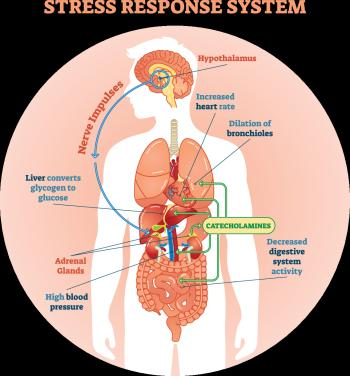 STRESS RESPONSE SYSTEM
Hypothalamus
Nerve Impulses
Increased
heart rate
Dilation of
bronchioles
Liver converts
glycogen to
glucose
CATECHOLAMINES
Adrenal
Glands
Decreased
digestive
system
activity
High blood
pressure